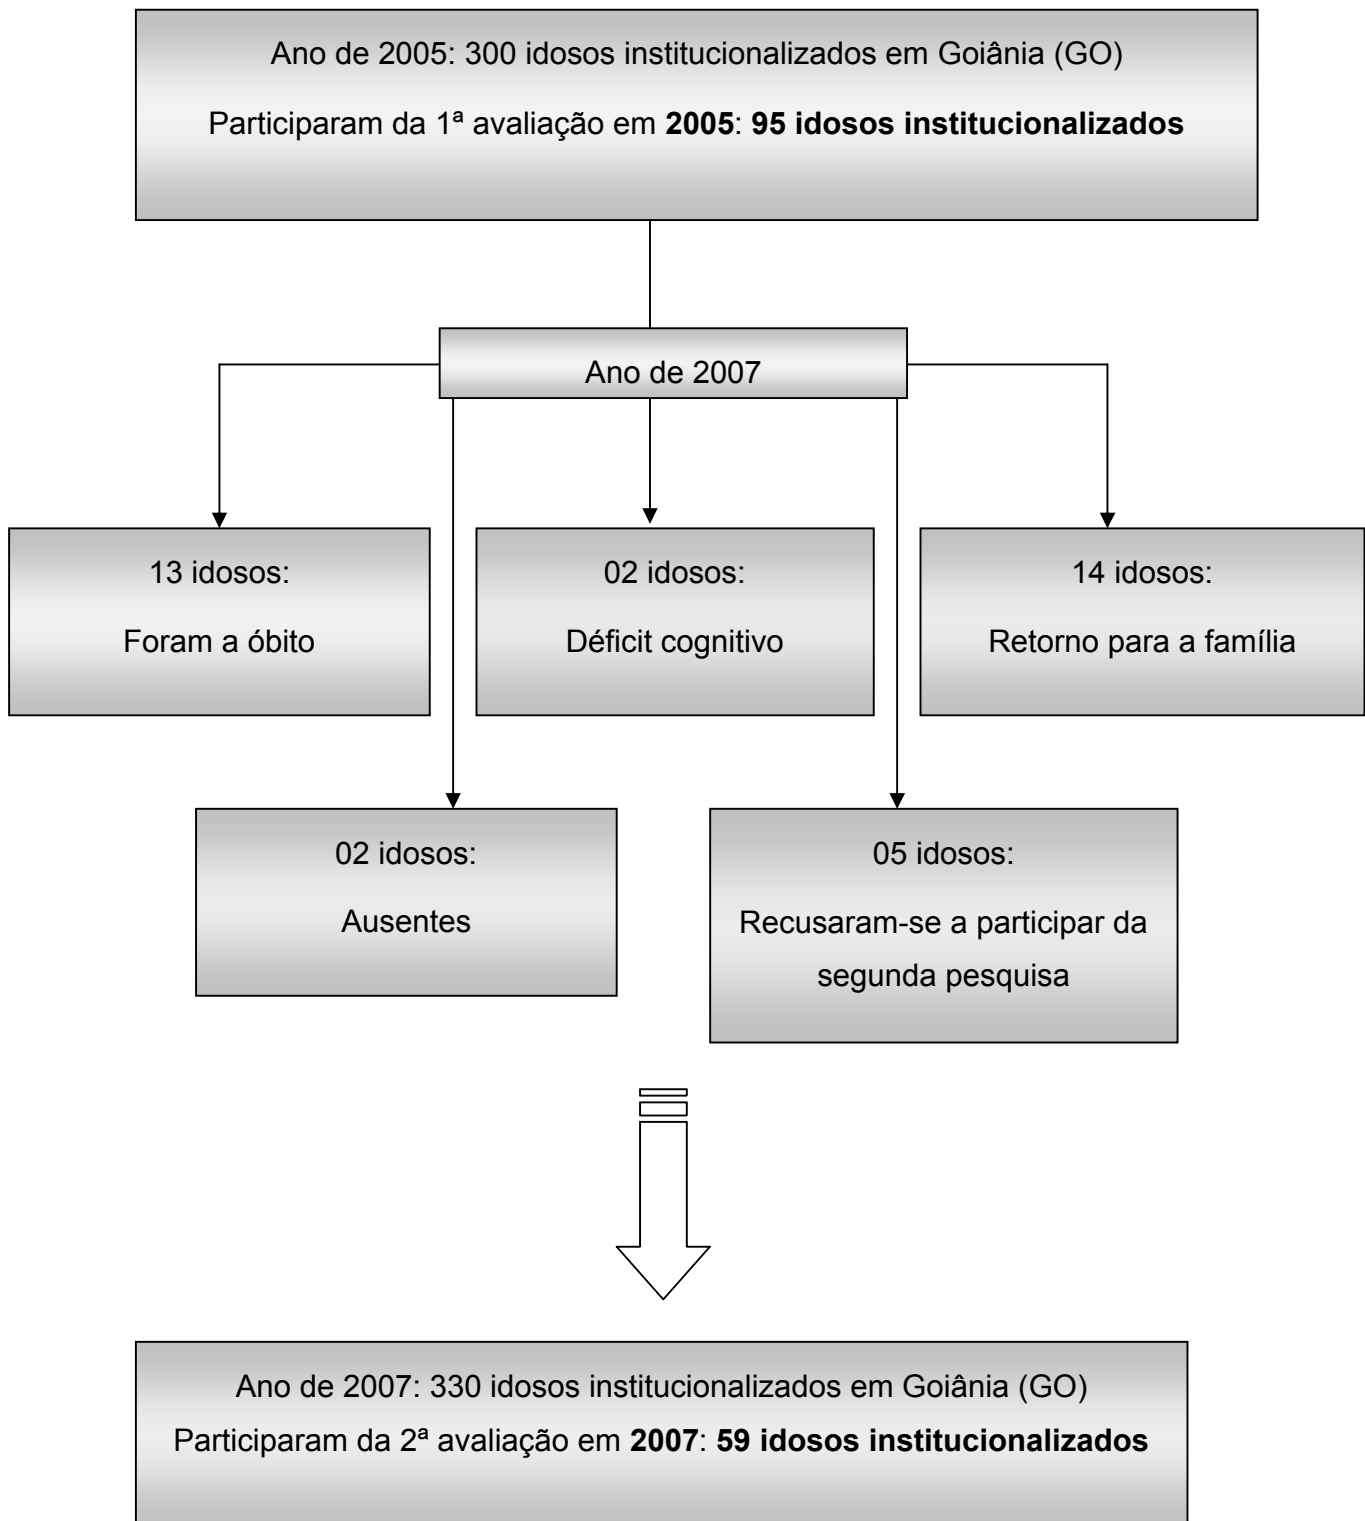 Ano de 2005: 300 idosos institucionalizados em Goiânia (GO)
Participaram da 1ª avaliação em 2005: 95 idosos institucionalizados
Ano de 2007
13 idosos:
Foram a óbito
02 idosos:
Déficit cognitivo
14 idosos:
Retorno para a família
02 idosos:
Ausentes
05 idosos:
Recusaram-se a participar da
segunda pesquisa
Ano de 2007: 330 idosos institucionalizados em Goiânia (GO)
Participaram da 2ª avaliação em 2007: 59 idosos institucionalizados